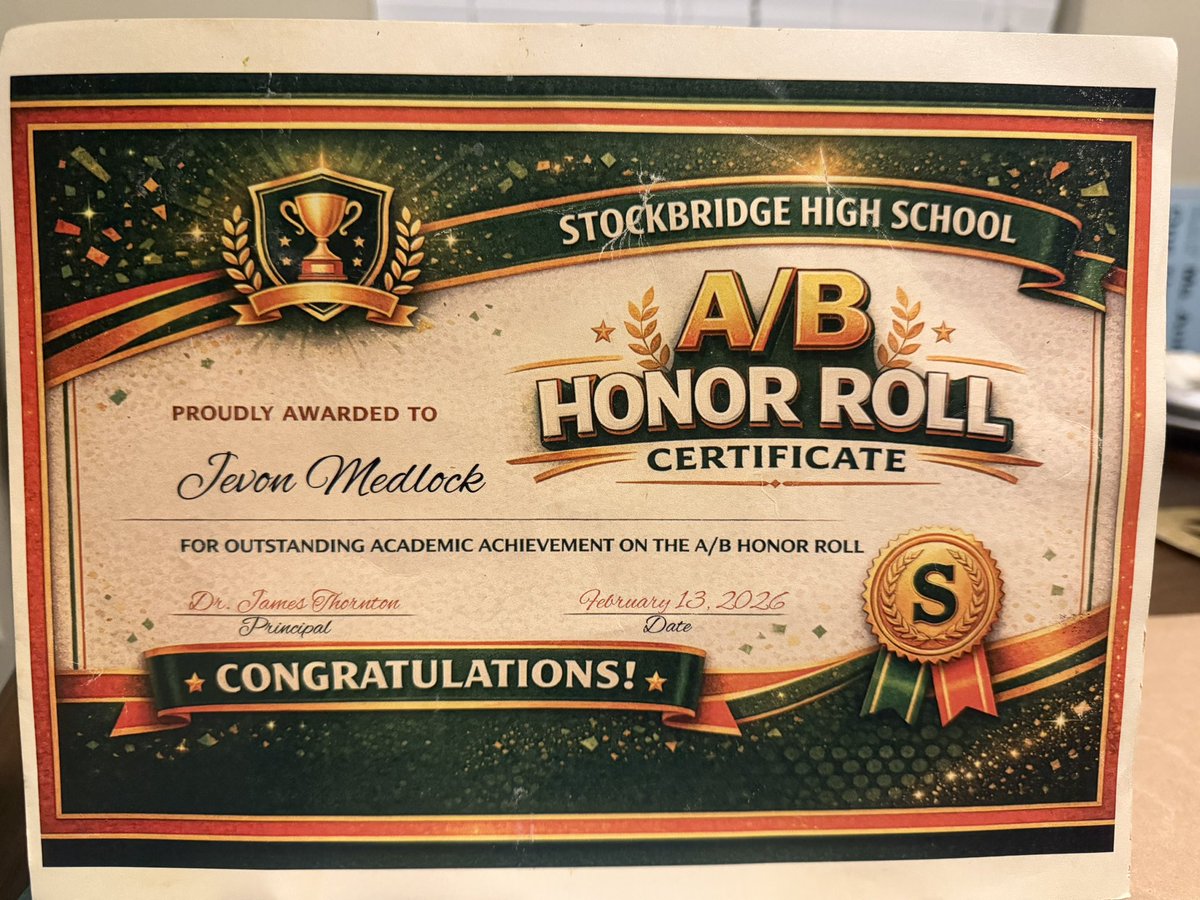 STOCKBRIDGE HIGH SCHOOL
A/B
HONOR ROLL
CERTIFICATE
PROUDLY AWARDED TO
Jevon Medlock
FOR OUTSTANDING ACADEMIC ACHIEVEMENT ON THE A/B HONOR ROLL
Dr. James Thornton
Principal
February 13, 2026
Date
S
CONGRATULATIONS!